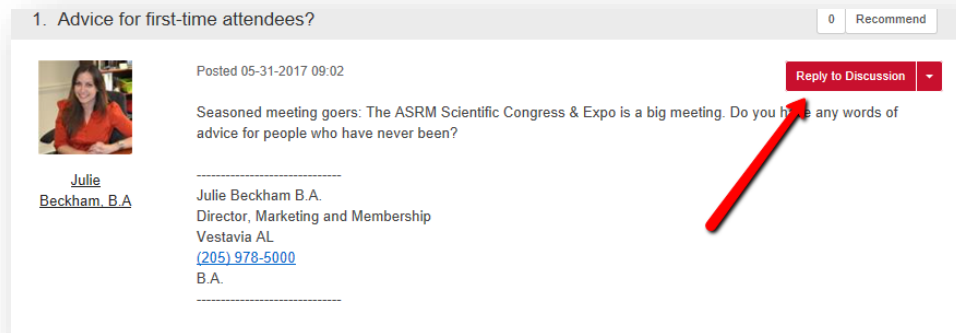 1. Advice for first-time attendees?
0 Recommend
Posted 05-31-2017 09:02
Reply to Discussion
Seasoned meeting goers: The ASRM Scientific Congress & Expo is a big meeting. Do you have any words of
advice for people who have never been?
Julie
Beckham, B.A
------------------------------
Julie Beckham B.A.
Director, Marketing and Membership
Vestavia AL
(205) 978-5000
B.A.
------------------------------